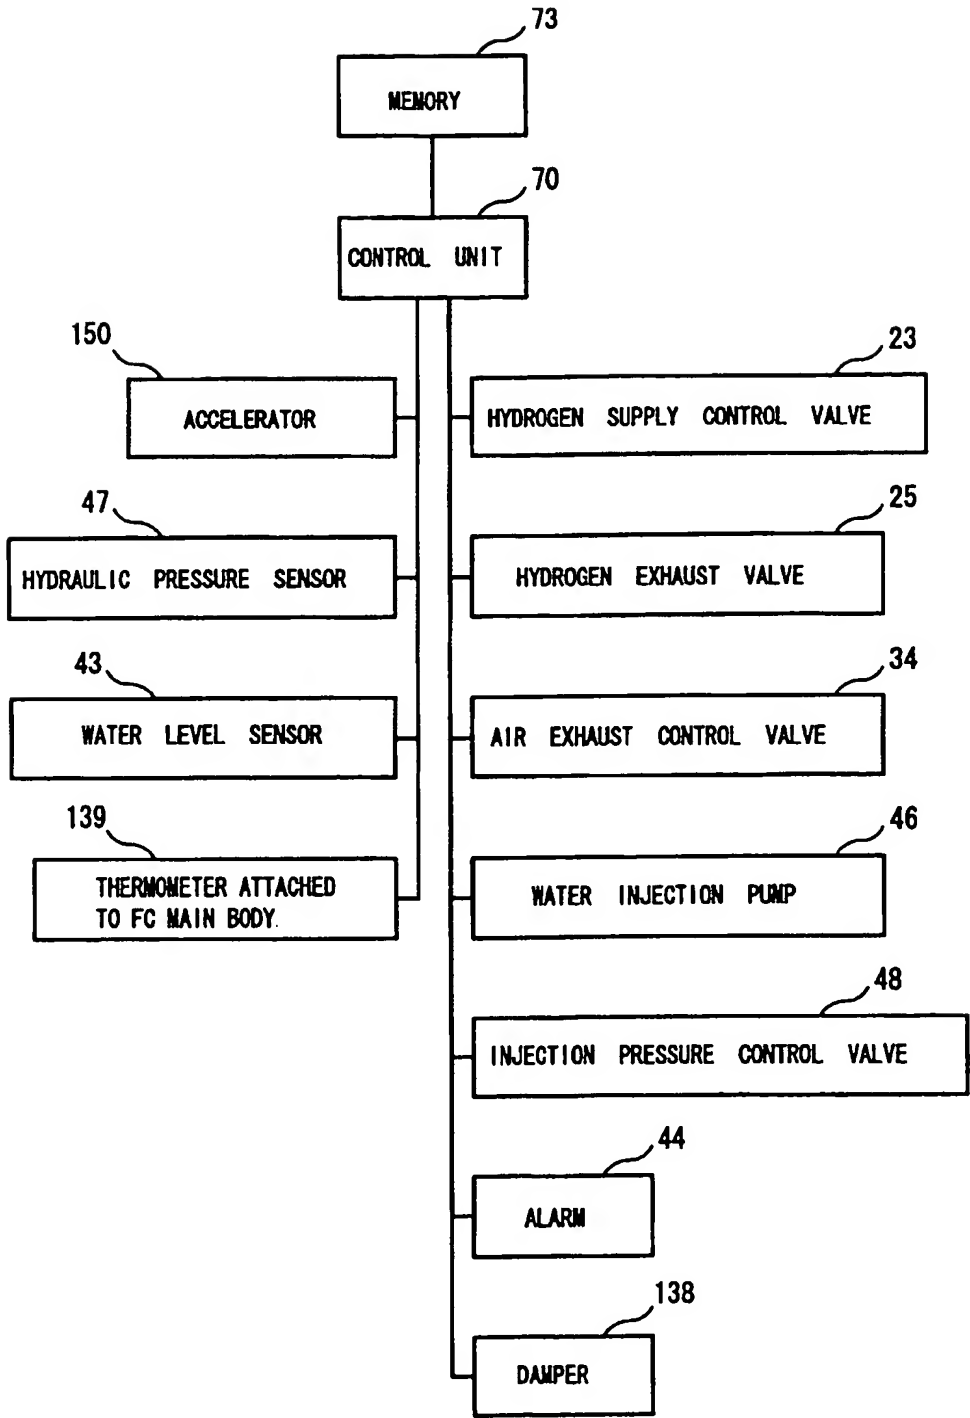 73
MEMORY
70
CONTROL UNIT
150
ACCELERATOR
23
HYDROGEN SUPPLY CONTROL VALVE
47
HYDRAULIC PRESSURE SENSOR
25
HYDROGEN EXHAUST VALVE
43
WATER LEVEL SENSOR
34
AIR EXHAUST CONTROL VALVE
139
THERMOMETER ATTACHED
TO FC MAIN BODY.
46
WATER INJECTION PUMP
48
INJECTION PRESSURE CONTROL VALVE
44
ALARM
138
DAMPER